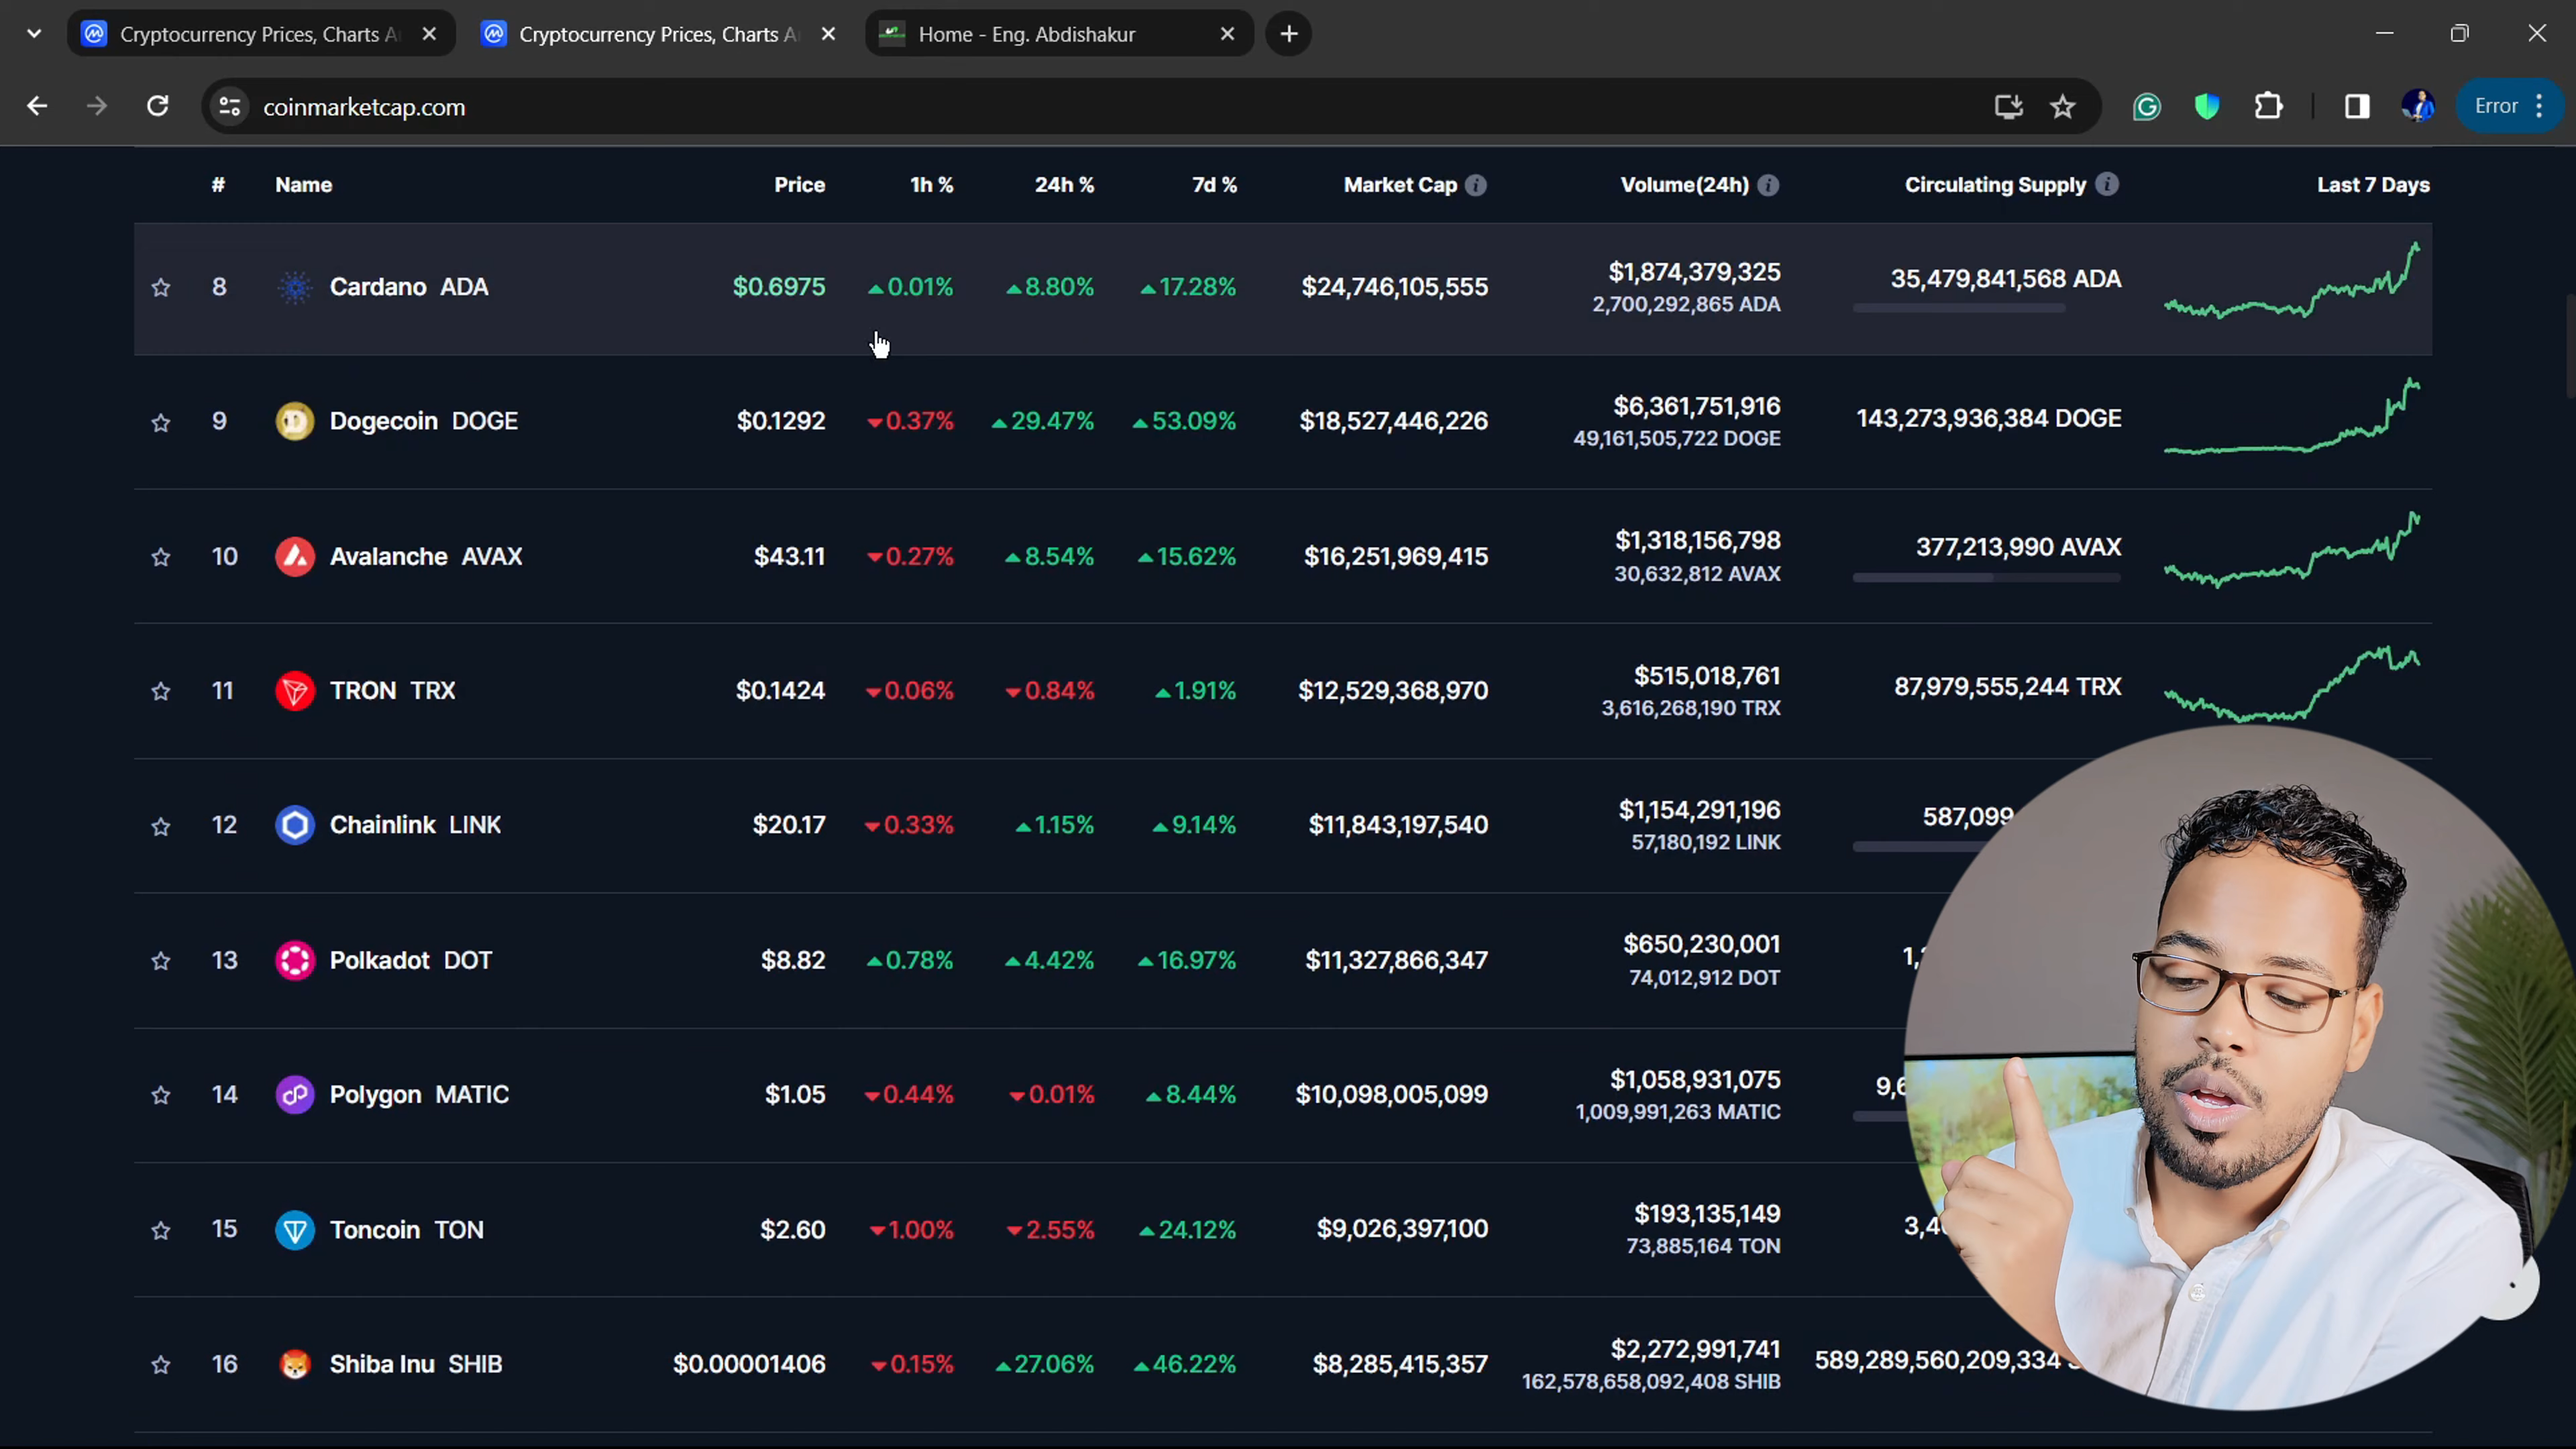 Cryptocurrency Prices, Charts A
Cryptocurrency Prices, Charts A
Home - Eng. Abdishakur
coinmarketcap.com
Error
# Name Price 1h % 24h % 7d % Market Cap Volume(24h) Circulating Supply Last 7 Days
8 Cardano ADA $0.6975 0.01% 8.80% 17.28% $24,746,105,555 $1,874,379,325 35,479,841,568 ADA
2,700,292,865 ADA
9 Dogecoin DOGE $0.1292 0.37% 29.47% 53.09% $18,527,446,226 $6,361,751,916 143,273,936,384 DOGE
49,161,505,722 DOGE
10 Avalanche AVAX $43.11 0.27% 8.54% 15.62% $16,251,969,415 $1,318,156,798 377,213,990 AVAX
30,632,812 AVAX
11 TRON TRX $0.1424 0.06% 0.84% 1.91% $12,529,368,970 $515,018,761 87,979,555,244 TRX
3,616,268,190 TRX
12 Chainlink LINK $20.17 0.33% 1.15% 9.14% $11,843,197,540 $1,154,291,196 587,099
57,180,192 LINK
13 Polkadot DOT $8.82 0.78% 4.42% 16.97% $11,327,866,347 $650,230,001 1,
74,012,912 DOT
14 Polygon MATIC $1.05 0.44% 0.01% 8.44% $10,098,005,099 $1,058,931,075 9,6
1,009,991,263 MATIC
15 Toncoin TON $2.60 1.00% 2.55% 24.12% $9,026,397,100 $193,135,149 3,4
73,885,164 TON
16 Shiba Inu SHIB $0.00001406 0.15% 27.06% 46.22% $8,285,415,357 $2,272,991,741 589,289,560,209,334
162,578,658,092,408 SHIB